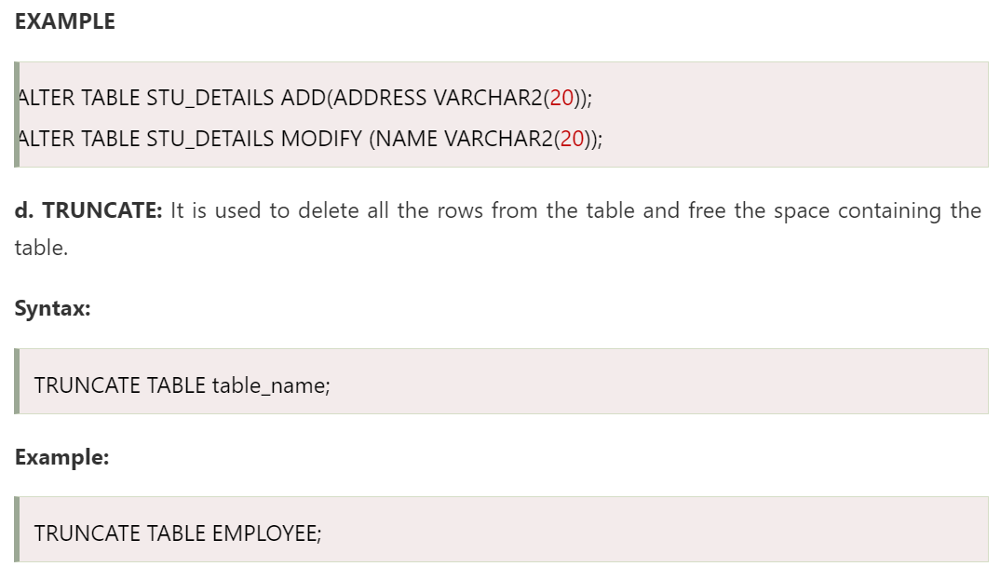 EXAMPLE
ALTER TABLE STU_DETAILS ADD(ADDRESS VARCHAR2(20));
ALTER TABLE STU_DETAILS MODIFY (NAME VARCHAR2(20));
d. TRUNCATE: It is used to delete all the rows from the table and free the space containing the
table.
Syntax:
TRUNCATE TABLE table_name;
Example:
TRUNCATE TABLE EMPLOYEE;